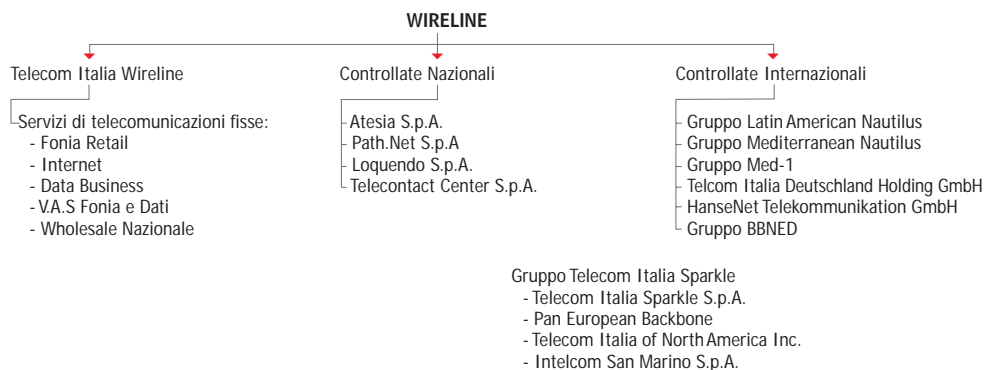 WIRELINE
Telecom Italia Wireline
Servizi di telecomunicazioni fisse:
- Fonia Retail
- Internet
- Data Business
- V.A.S Fonia e Dati
- Wholesale Nazionale
Controllate Nazionali
- Atesia S.p.A.
- Path.Net S.p.A
- Loquendo S.p.A.
- Telecontact Center S.p.A.
Controllate Internazionali
- Gruppo Latin American Nautilus
- Gruppo Mediterranean Nautilus
- Gruppo Med-1
- Telcom Italia Deutschland Holding GmbH
- HanseNet Telekommunikation GmbH
- Gruppo BBNED
Gruppo Telecom Italia Sparkle
- Telecom Italia Sparkle S.p.A.
- Pan European Backbone
- Telecom Italia of North America Inc.
- Intelcom San Marino S.p.A.